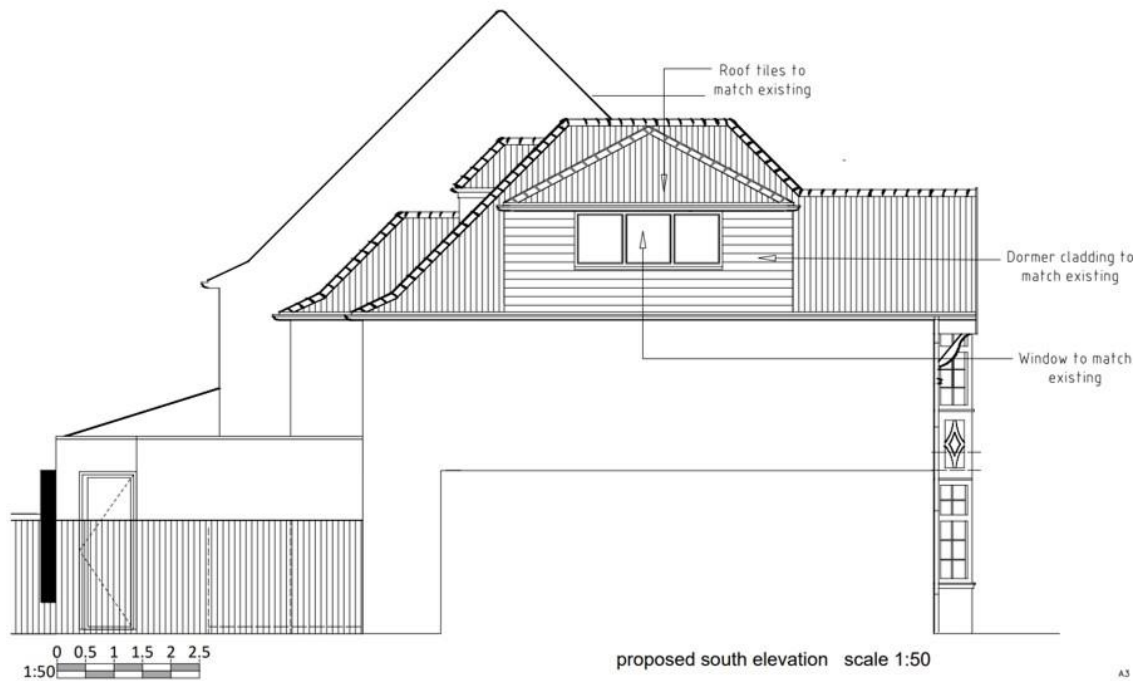 Roof tiles to
match existing
Dormer cladding to
match existing
Window to match
existing
0 0.5 1 1.5 2 2.5
1:50
proposed south elevation scale 1:50
A3